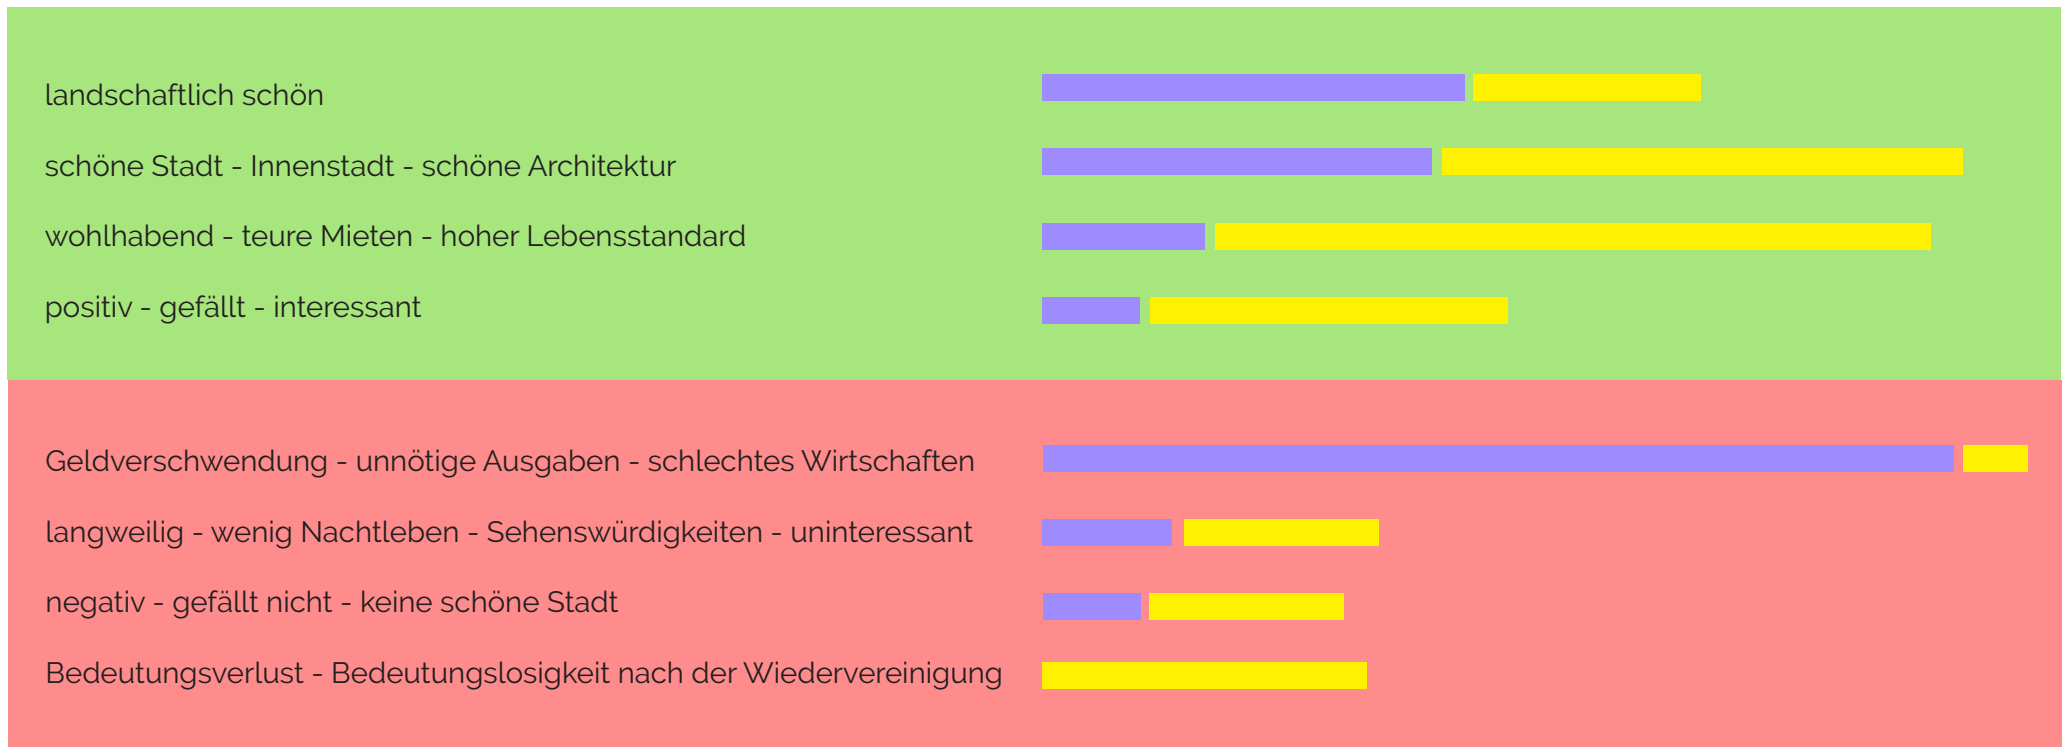 landschaftlich schön
schöne Stadt - Innenstadt - schöne Architektur
wohlhabend - teure Mieten - hoher Lebensstandard
positiv - gefällt - interessant
Geldverschwendung - unnötige Ausgaben - schlechtes Wirtschaften
langweilig - wenig Nachtleben - Sehenswürdigkeiten - uninteressant
negativ - gefällt nicht - keine schöne Stadt
Bedeutungsverlust - Bedeutungslosigkeit nach der Wiedervereinigung